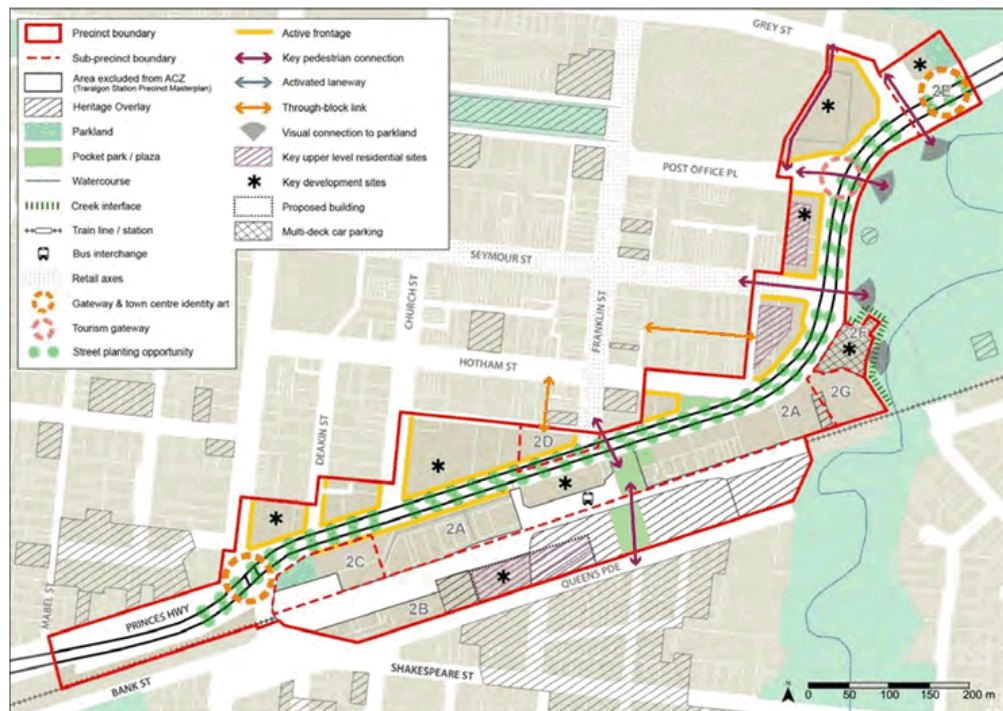 Precinct boundary
Sub-precinct boundary
Area excluded from ACZ
(Traralgon Station Precinct Masterplan)
Heritage Overlay
Parkland
Pocket park / plaza
Watercourse
Creek interface
Train line / station
Bus interchange
Retail axes
Gateway & town centre identity art
Tourism gateway
Street planting opportunity
Active frontage
Key pedestrian connection
Activated laneway
Through-block link
Visual connection to parkland
Key upper level residential sites
Key development sites
Proposed building
Multi-deck car parking
GREY ST
2E
POST OFFICE PL
SEYMOUR ST
CHURCH ST
FRANKLIN ST
HOTHAM ST
2F
2G
2A
DEAKIN ST
2D
2A
2C
2B
QUEENS PDE
MABEL ST
PRINCES HWY
BANK ST
SHAKESPEARE ST
N
0 50 100 150 200 m